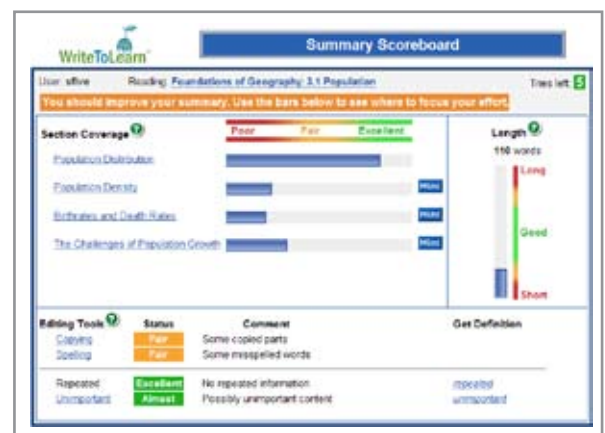 WriteToLearn
Summary Scoreboard
User: sfive Reading: Foundations of Geography: 3.1 Population Tries left: 5
You should improve your summary. Use the bars below to see where to focus your effort.
Section Coverage ? Poor Fair Excellent
Length ?
110 words
Population Distribution
Population Density Hint
Birthrates and Death Rates Hint
The Challenges of Population Growth Hint
Long
Good
Short
Editing Tools ? Status Comment Get Definition
Copying Fair Some copied parts
Spelling Fair Some misspelled words
Repeated Excellent No repeated information repeated
Unimportant Almost Possibly unimportant content unimportant